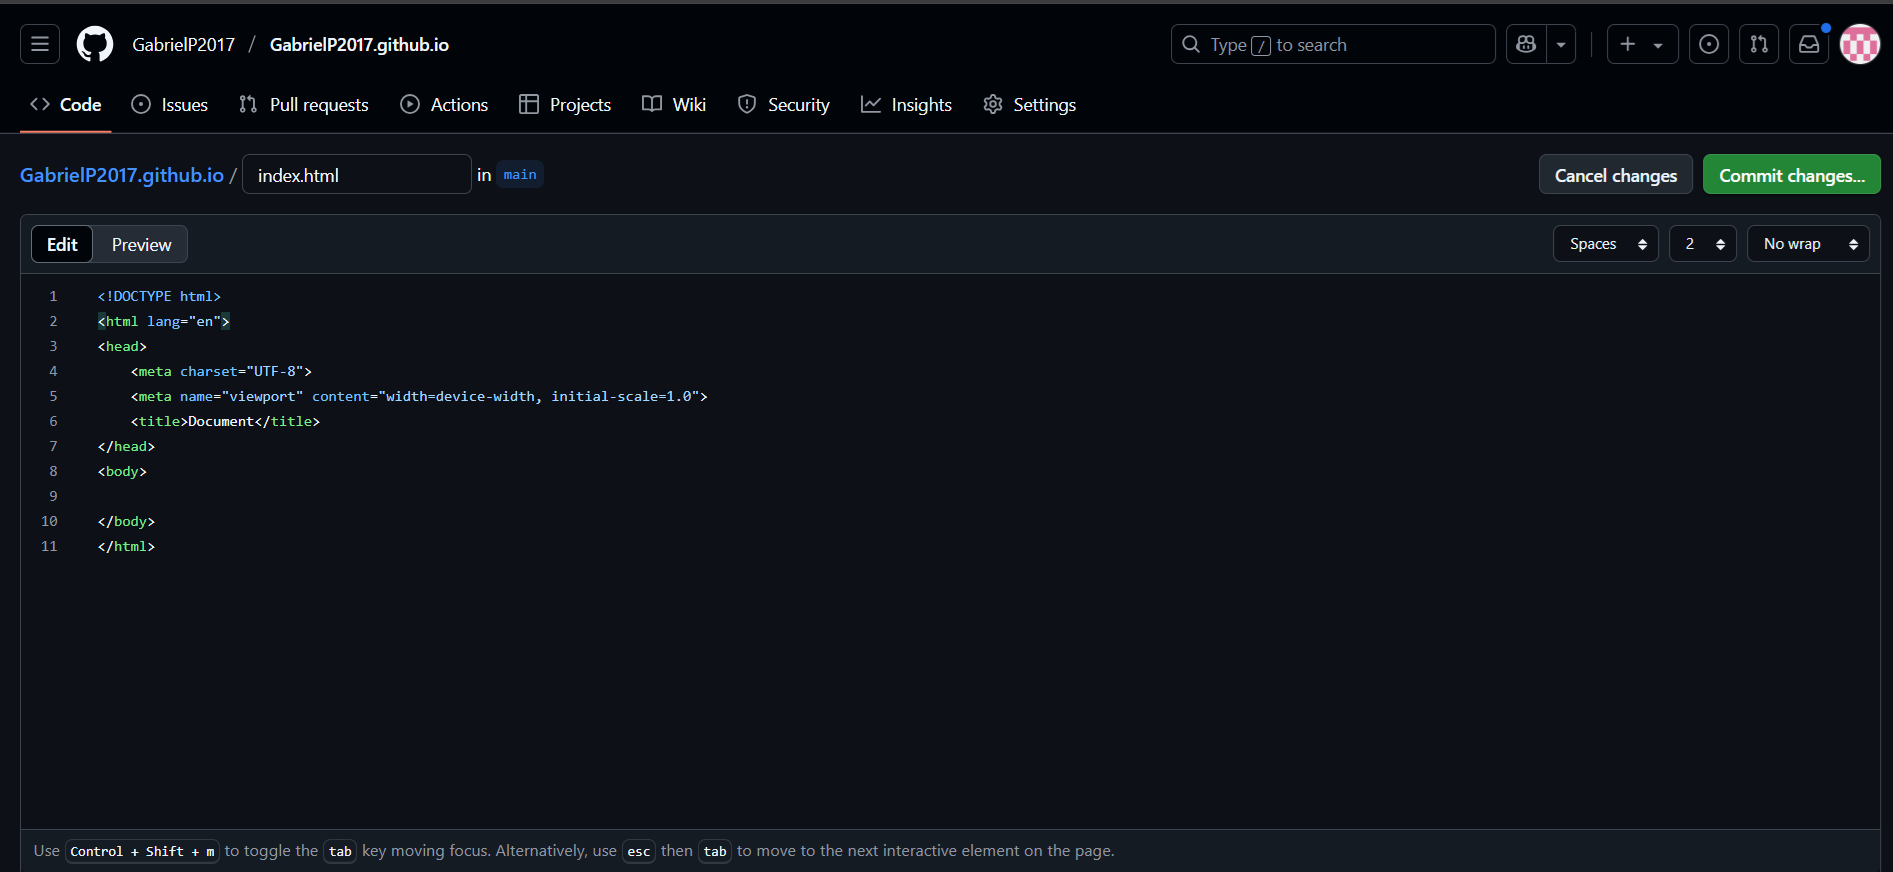 GabrielP2017 / GabrielP2017.github.io
Type / to search
Code Issues Pull requests Actions Projects Wiki Security Insights Settings
GabrielP2017.github.io / index.html in main
Cancel changes Commit changes...
Edit Preview
Spaces 2 No wrap
1 <!DOCTYPE html>
2 <html lang="en">
3 <head>
4     <meta charset="UTF-8">
5     <meta name="viewport" content="width=device-width, initial-scale=1.0">
6     <title>Document</title>
7 </head>
8 <body>
9
10 </body>
11 </html>
Use Control + Shift + m to toggle the tab key moving focus. Alternatively, use esc then tab to move to the next interactive element on the page.